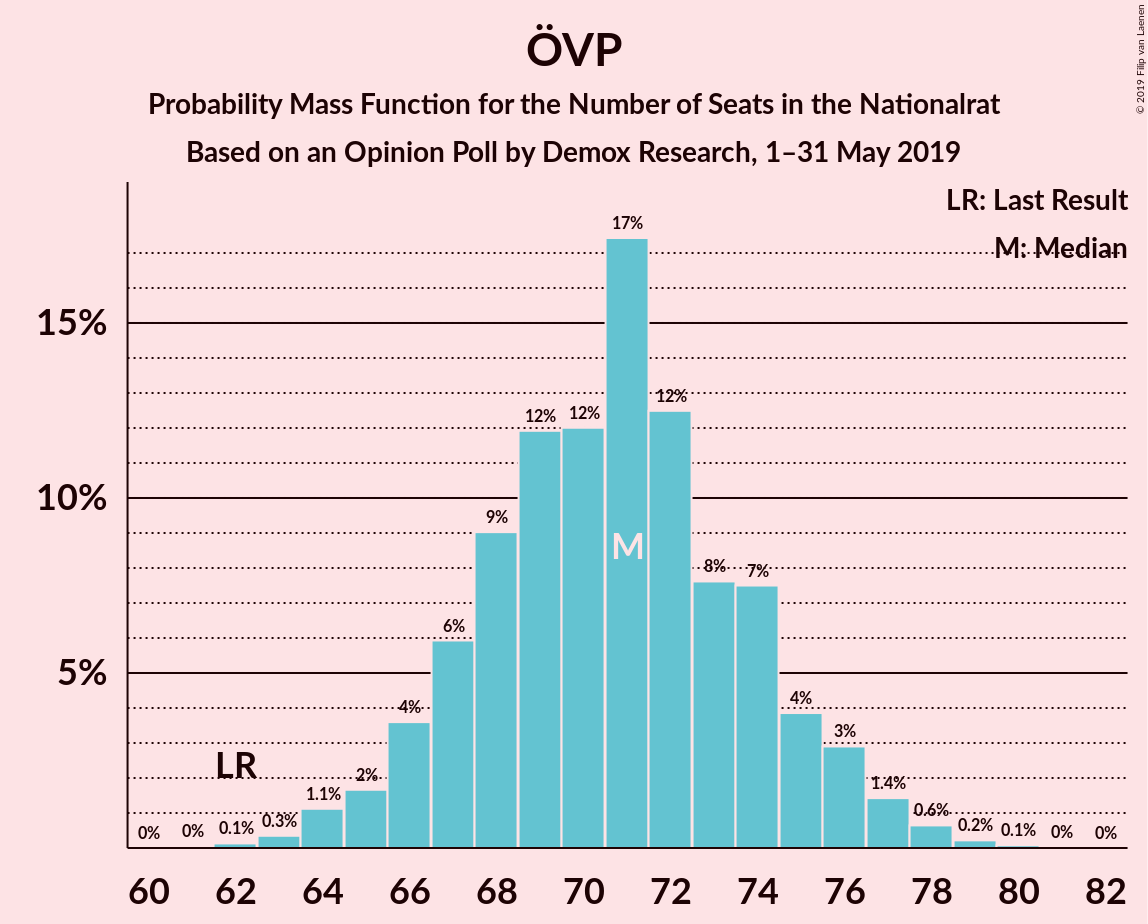 ÖVP
Probability Mass Function for the Number of Seats in the Nationalrat
Based on an Opinion Poll by Demox Research, 1–31 May 2019
© 2019 Filip van Laenen
LR: Last Result
M: Median
15%
10%
5%
0%
0%
0.1%
0.3%
1.1%
2%
4%
6%
9%
12%
12%
17%
12%
8%
7%
4%
3%
1.4%
0.6%
0.2%
0.1%
0%
0%
LR
M
60 62 64 66 68 70 72 74 76 78 80 82